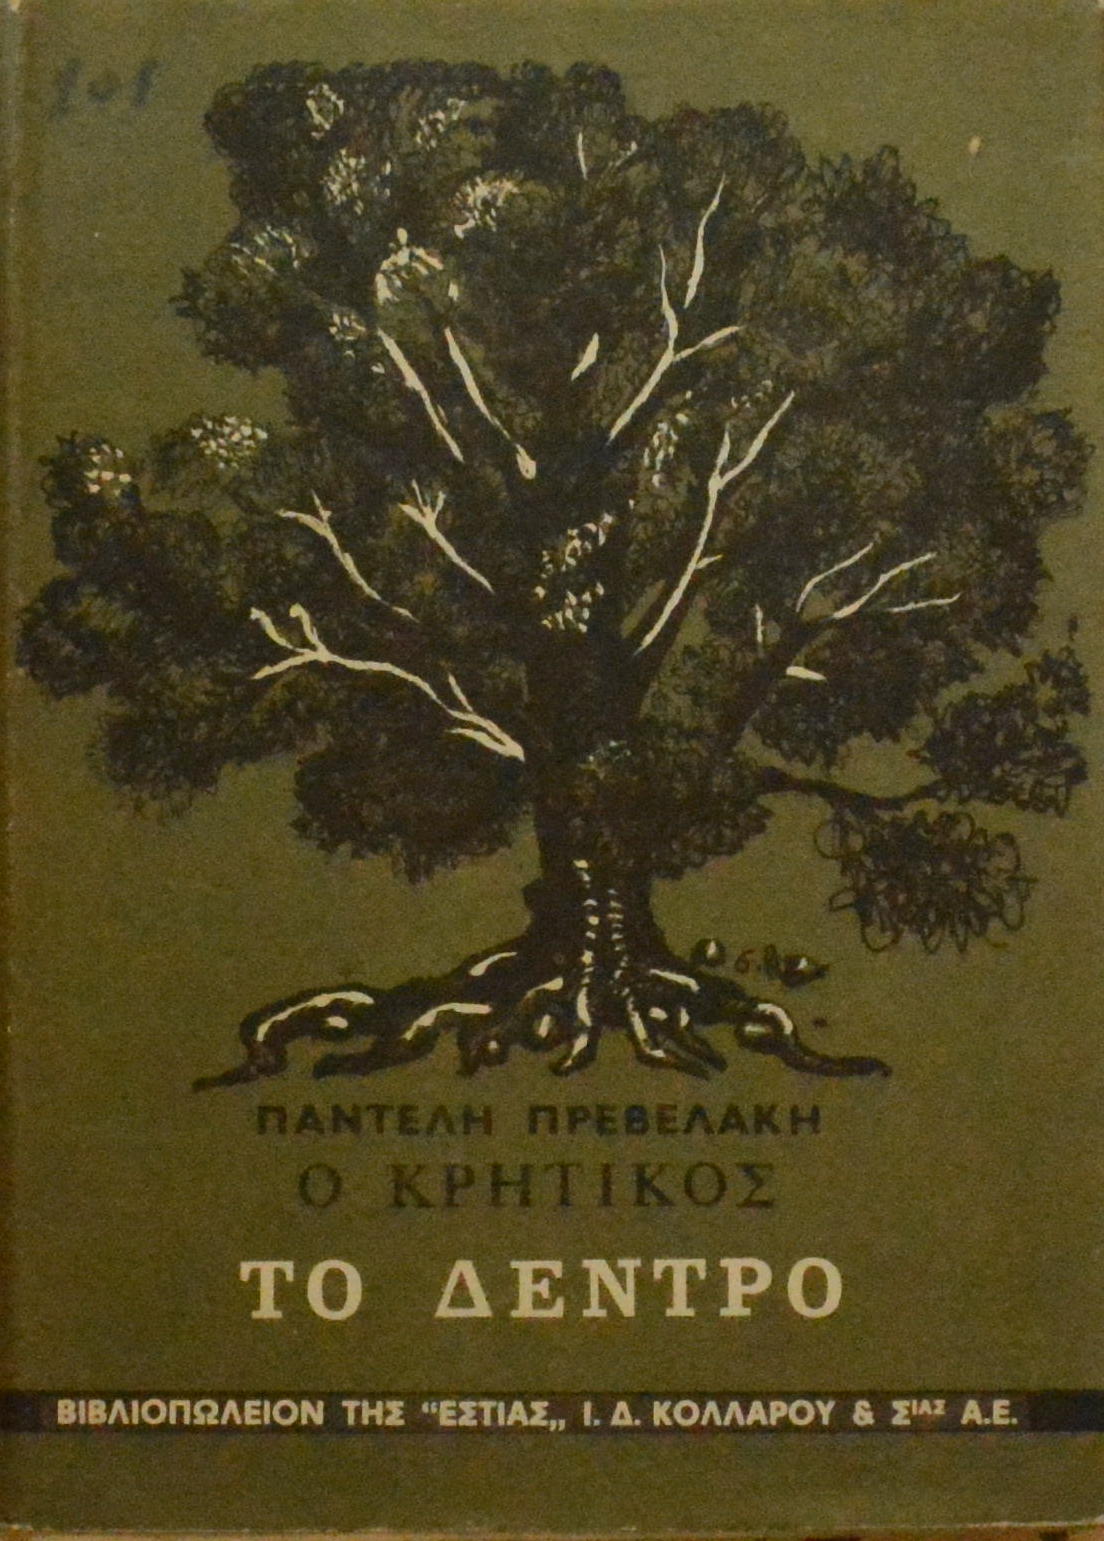 ΠΑΝΤΕΛΗ ΠΡΕΒΕΛΑΚΗ
Ο ΚΡΗΤΙΚΟΣ
ΤΟ ΔΕΝΤΡΟ
ΒΙΒΛΙΟΠΩΛΕΙΟΝ ΤΗΣ “ΕΣΤΙΑΣ„ Ι. Δ. ΚΟΛΛΑΡΟΥ & ΣΙΑΣ Α.Ε.